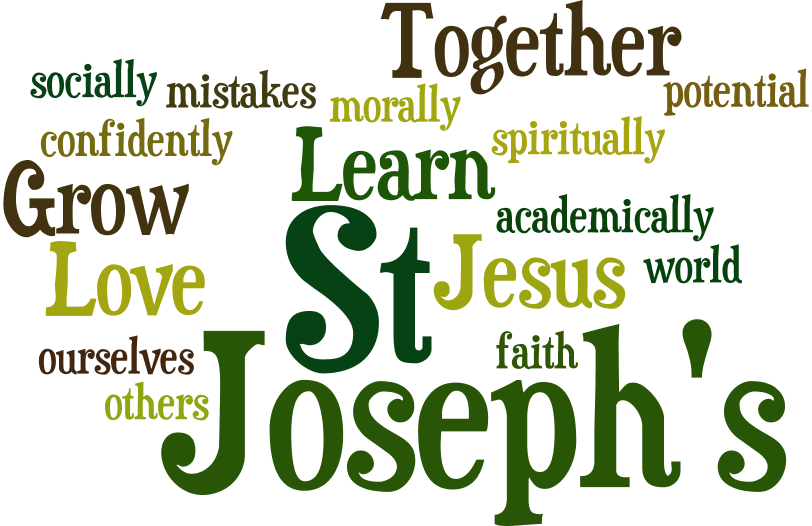 Together
socially mistakes morally potential
confidently spiritually
Learn
Grow academically
Love St Jesus world
ourselves faith
others Joseph's